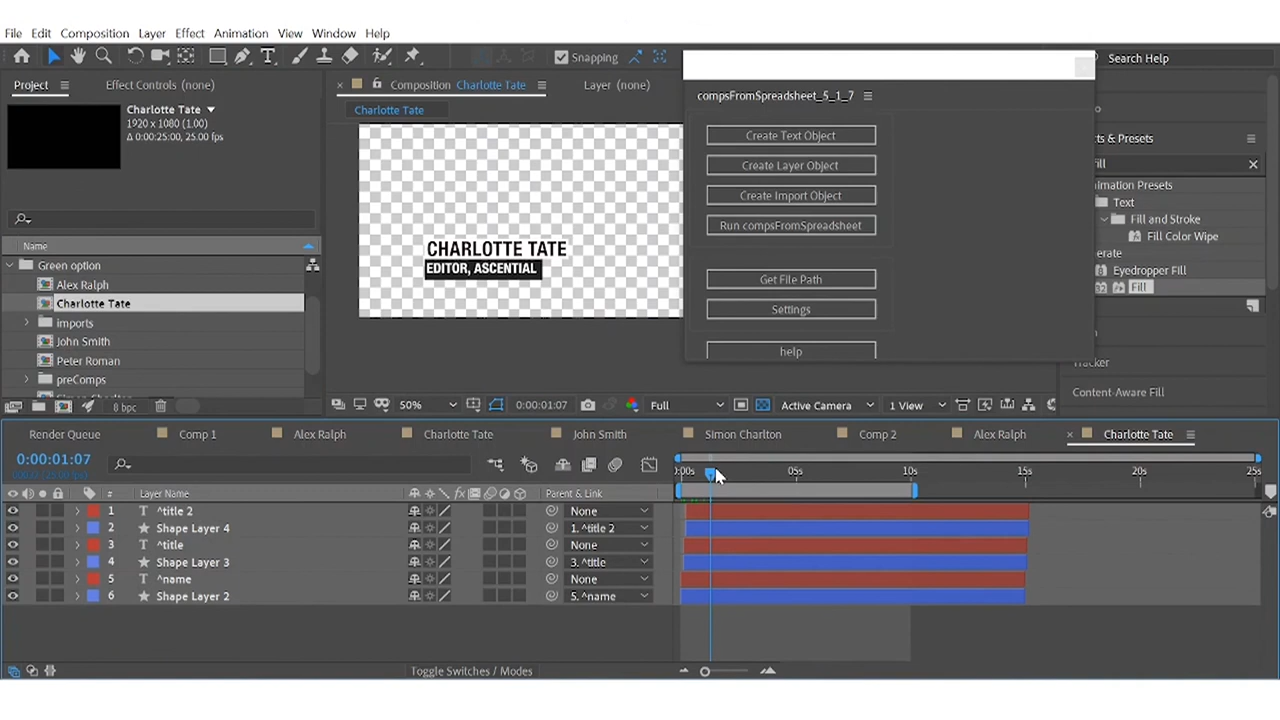 File Edit Composition Layer Effect Animation View Window Help
Snapping
Search Help
Project
Effect Controls (none)
Composition Charlotte Tate
Layer (none)
Charlotte Tate
1920 x 1080 (1.00)
Δ 0:00:25:00, 25.00 fps)
Charlotte Tate
compsFromSpreadsheet_5_1_7
Create Text Object
Create Layer Object
Create Import Object
Run compsFromSpreadsheet
Get File Path
Settings
help
ts & Presets
fill
nimation Presets
Text
Fill and Stroke
Fill Color Wipe
erate
Eyedropper Fill
Fill
Tracker
Content-Aware Fill
CHARLOTTE TATE
EDITOR, ASCENTIAL
Name
Green option
Alex Ralph
Charlotte Tate
imports
John Smith
Peter Roman
preComps
8 bpc
50%
0:00:01:07
Full
Active Camera
1 View
Render Queue
Comp 1
Alex Ralph
Charlotte Tate
John Smith
Simon Charlton
Comp 2
Alex Ralph
Charlotte Tate
0:00:01:07
):00s 05s 10s 15s 20s 25s
# Layer Name
Parent & Link
1 T ^title 2 None
2 Shape Layer 4 1. ^title 2
3 T ^title None
4 Shape Layer 3 3. ^title
5 T ^name None
6 Shape Layer 2 5. ^name
Toggle Switches / Modes